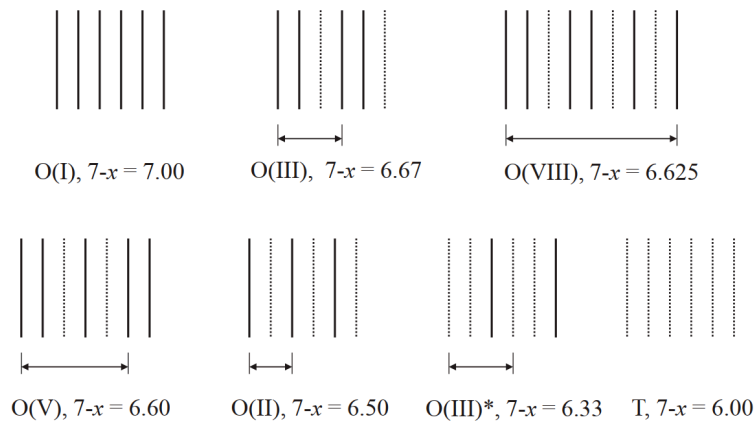 O(I), 7-x = 7.00
O(III), 7-x = 6.67
O(VIII), 7-x = 6.625
O(V), 7-x = 6.60
O(II), 7-x = 6.50
O(III)*, 7-x = 6.33
T, 7-x = 6.00